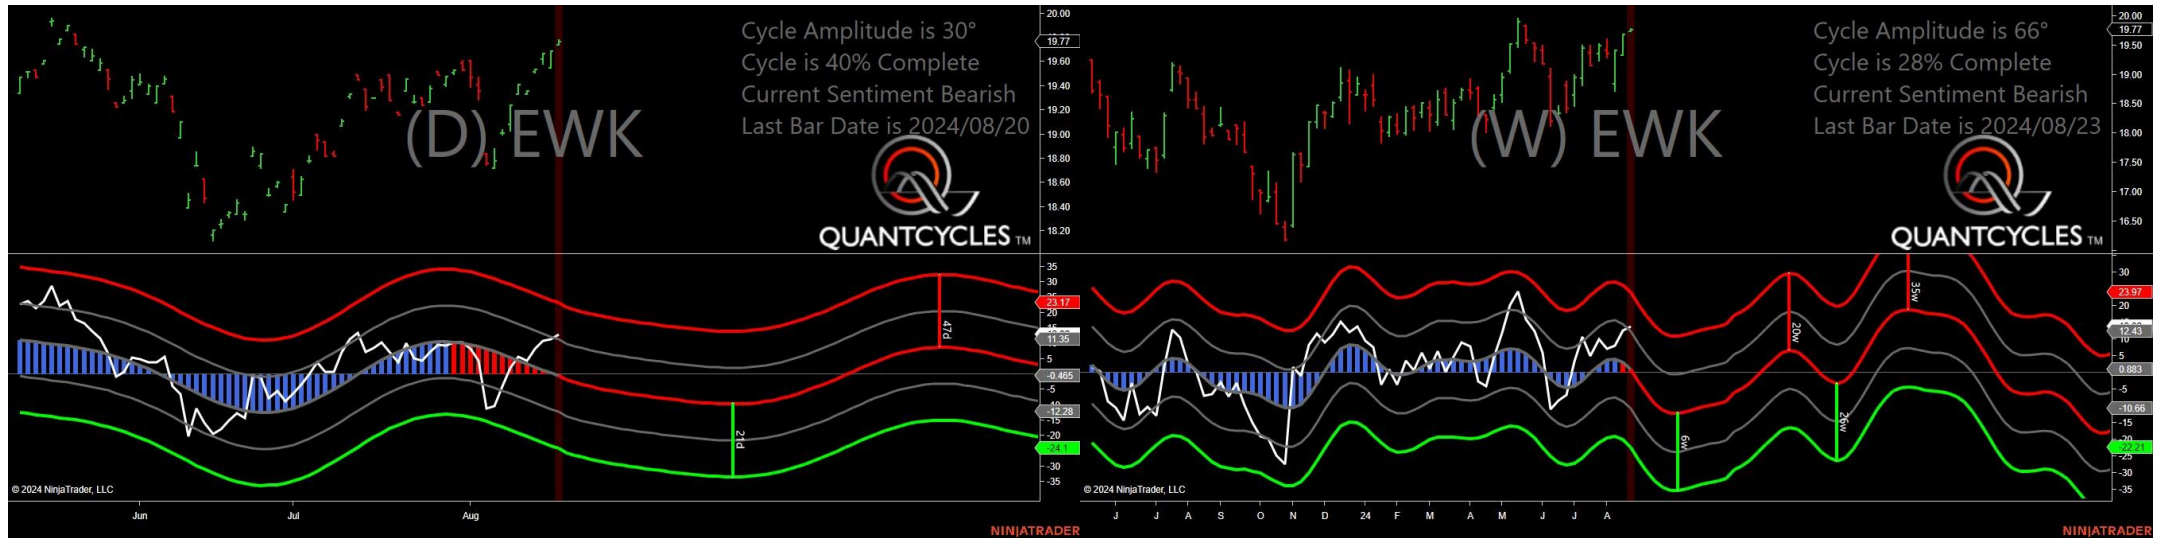 Cycle Amplitude is 30°
Cycle is 40% Complete
Current Sentiment Bearish
Last Bar Date is 2024/08/20
(D) EWK
QUANTCYCLES TM
20.00
19.77
19.60
19.40
19.20
19.00
18.80
18.60
18.40
18.20
35
30
23.17
20
11.35
5
-0.465
-5
-12.28
-20
-24.1
-30
-35
47d
21d
© 2024 NinjaTrader, LLC
Jun Jul Aug
NINJATRADER
Cycle Amplitude is 66°
Cycle is 28% Complete
Current Sentiment Bearish
Last Bar Date is 2024/08/23
(W) EWK
QUANTCYCLES TM
20.00
19.77
19.50
19.00
18.50
18.00
17.50
17.00
16.50
30
23.97
20
12.43
10
5
0.883
-5
-10.66
-15
-22.21
-25
-30
-35
20w
35w
6w
26w
© 2024 NinjaTrader, LLC
J J A S O N D 24 F M A M J J A
NINJATRADER